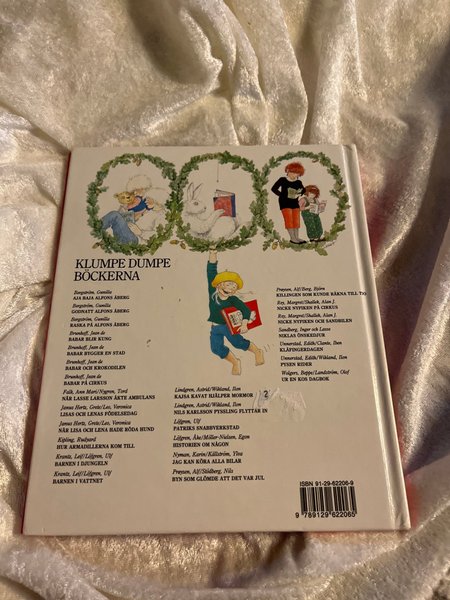 KLUMPE DUMPE
BÖCKERNA
Bergström, Gunilla
AJA BAJA ALFONS ÅBERG
Bergström, Gunilla
GODNATT ALFONS ÅBERG
Bergström, Gunilla
RASKA PÅ ALFONS ÅBERG
Brunhoff, Jean de
BABAR BLIR KUNG
Brunhoff, Jean de
BABAR BYGGER EN STAD
Brunhoff, Jean de
BABAR OCH KROKODILEN
Brunhoff, Jean de
BABAR PÅ CIRKUS
Falk, Ann Mari/Nygren, Tord
NÄR LASSE LARSSON ÅKTE AMBULANS
Janus Hertz, Grete/Leo, Veronica
LISAS OCH LENAS FÖDELSEDAG
Janus Hertz, Grete/Leo, Veronica
NÄR LISA OCH LENA HADE RÖDA HUND
Kipling, Rudyard
HUR ARMADILLERNA KOM TILL
Krantz, Leif/Löfgren, Ulf
BARNEN I DJUNGELN
Krantz, Leif/Löfgren, Ulf
BARNEN I VATTNET
Lindgren, Astrid/Wikland, Ilon
KAJSA KAVAT HJÄLPER MORMOR
Lindgren, Astrid/Wikland, Ilon
NILS KARLSSON PYSSLING FLYTTAR IN
Löfgren, Ulf
PATRIKS SNABBVERKSTAD
Löfgren, Åke/Möller-Nielsen, Egon
HISTORIEN OM NÅGON
Nyman, Karin/Källström, Ylva
JAG KAN KÖRA ALLA BILAR
Prøysen, Alf/Stödberg, Nils
BYN SOM GLÖMDE ATT DET VAR JUL
Prøysen, Alf/Berg, Björn
KILLINGEN SOM KUNDE RÄKNA TILL TIO
Rey, Margret/Shalleck, Alan J.
NICKE NYFIKEN PÅ CIRKUS
Rey, Margret/Shalleck, Alan J.
NICKE NYFIKEN OCH SANDBILEN
Sandberg, Inger och Lasse
NIKLAS ÖNSKEDJUR
Unnerstad, Edith/Clante, Iben
KLÅFINGERDAGEN
Unnerstad, Edith/Wikland, Ilon
PYSEN RIDER
Wolgers, Beppe/Landström, Olof
UR EN KOS DAGBOK
ISBN 91-29-62206-9
9 789129 622065